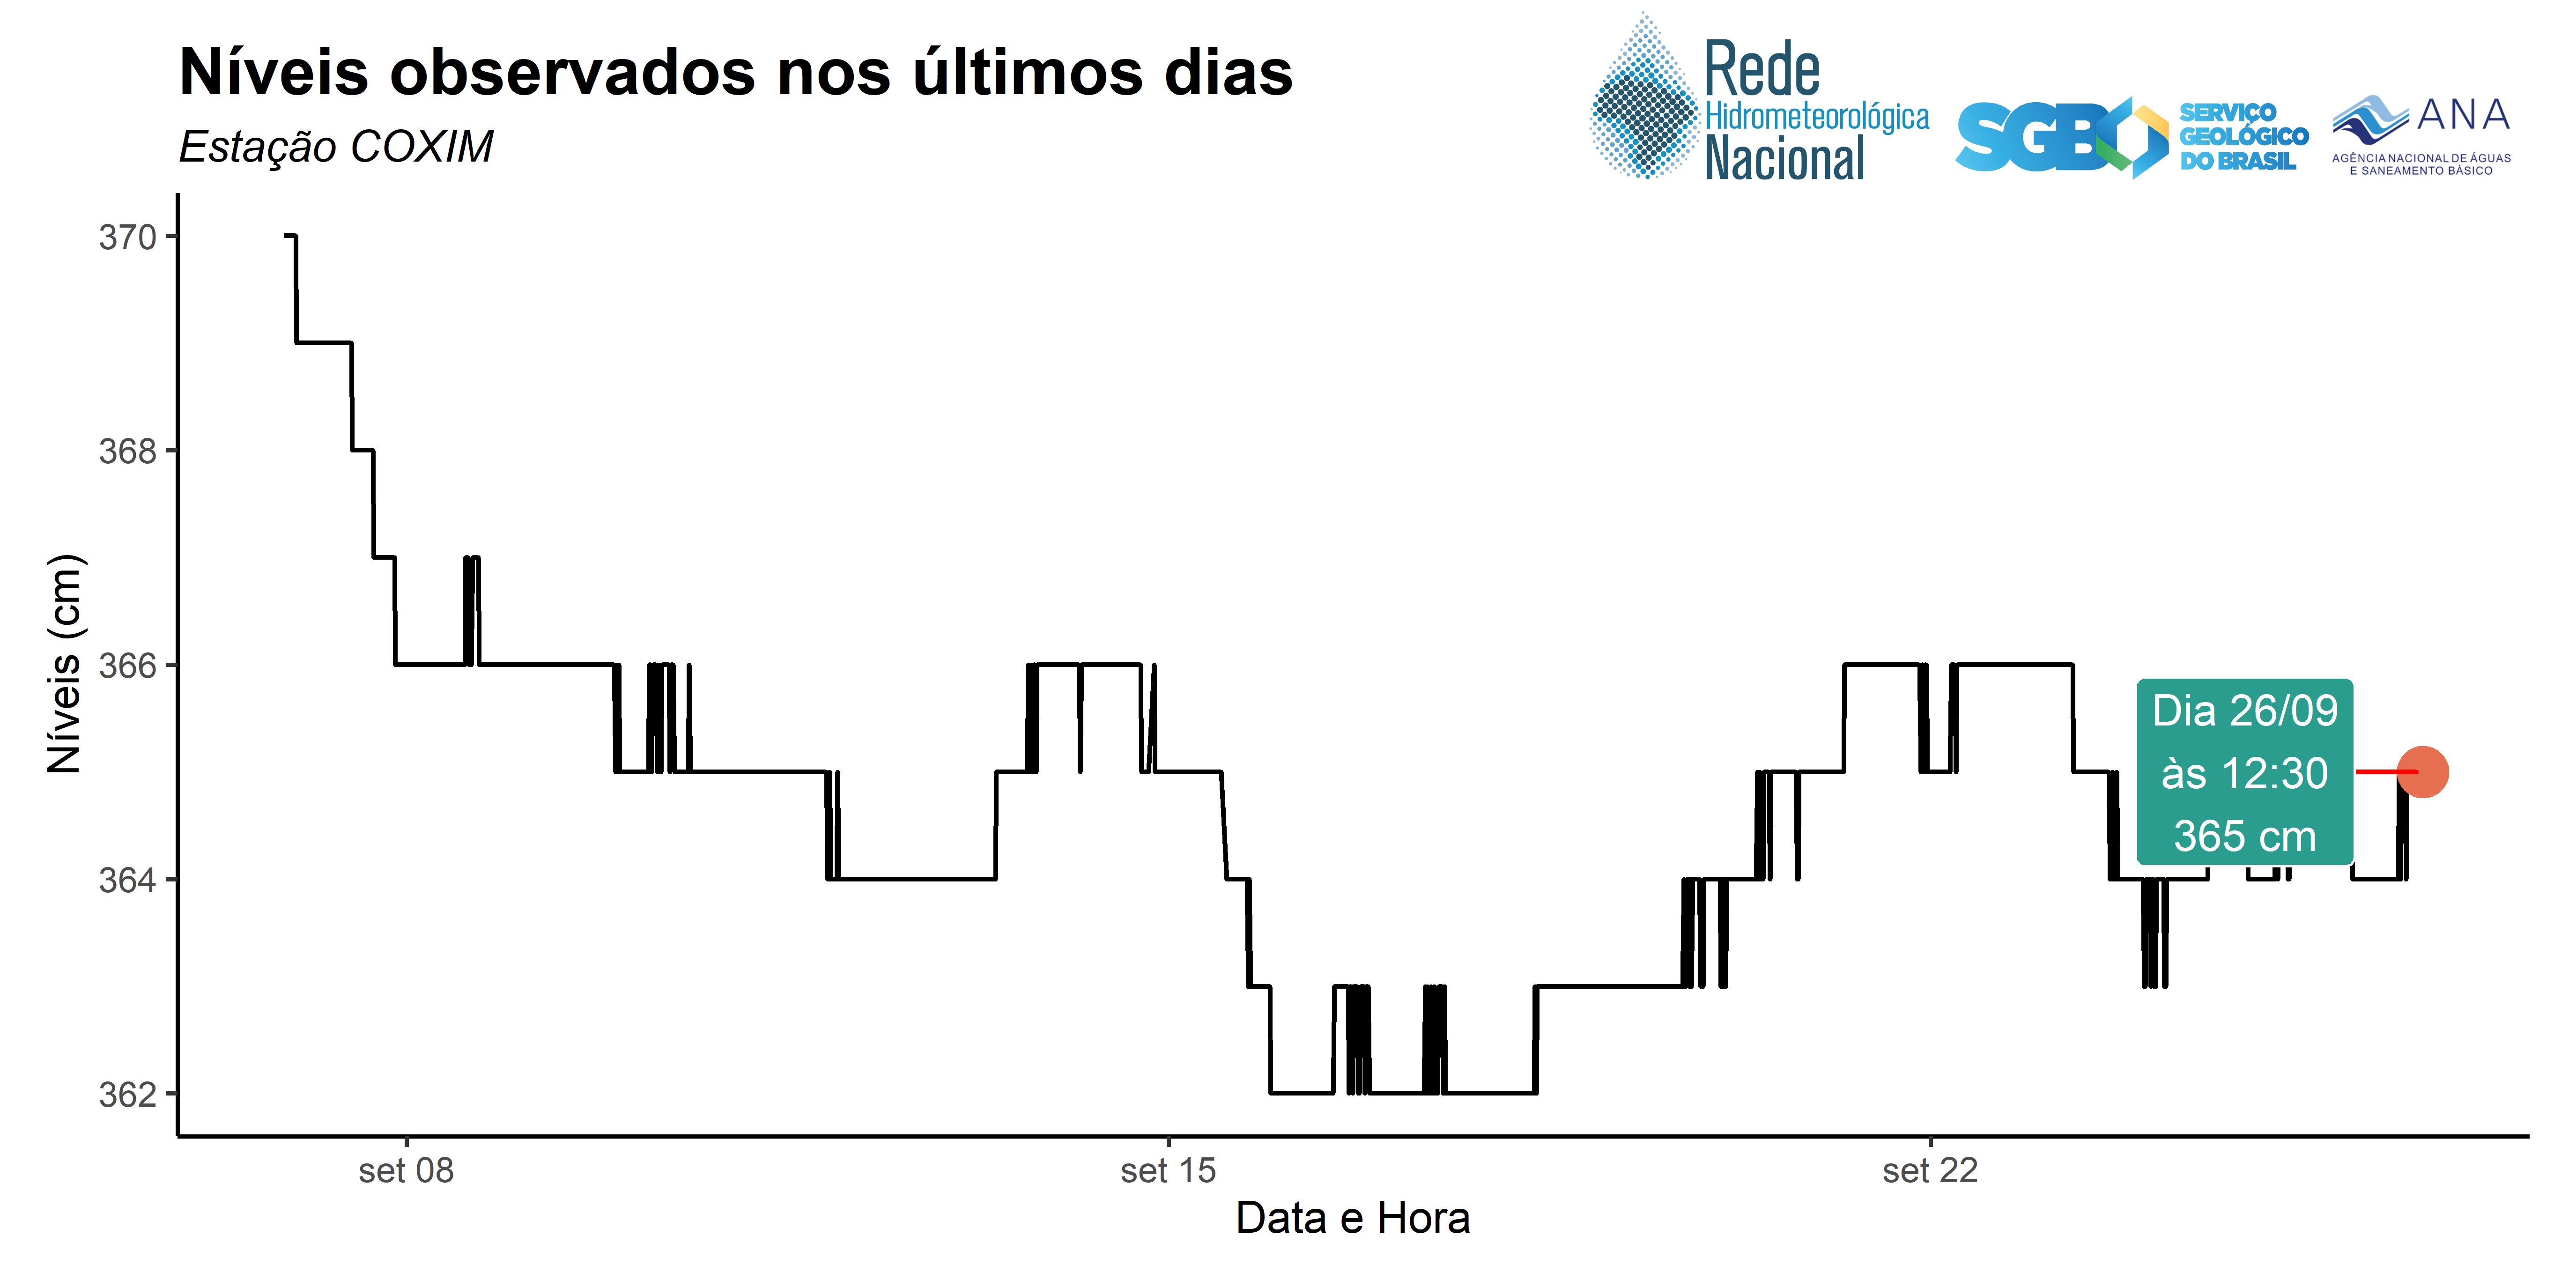 Níveis observados nos últimos dias
Estação COXIM
Rede
Hidrometeorológica
Nacional
SGB
SERVIÇO
GEOLÓGICO
DO BRASIL
ANA
AGÊNCIA NACIONAL DE ÁGUAS
E SANEAMENTO BÁSICO
Níveis (cm)
370
368
366
364
362
Dia 26/09
às 12:30
365 cm
set 08
set 15
set 22
Data e Hora